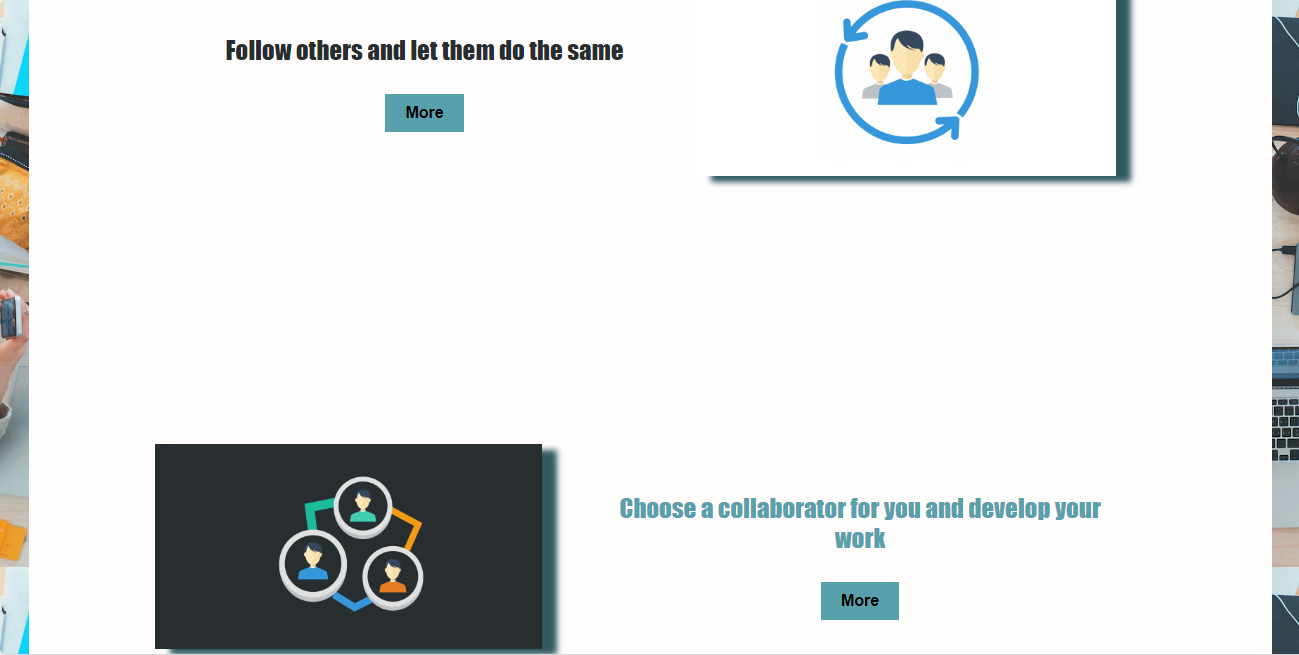 Follow others and let them do the same
More
Choose a collaborator for you and develop your
work
More